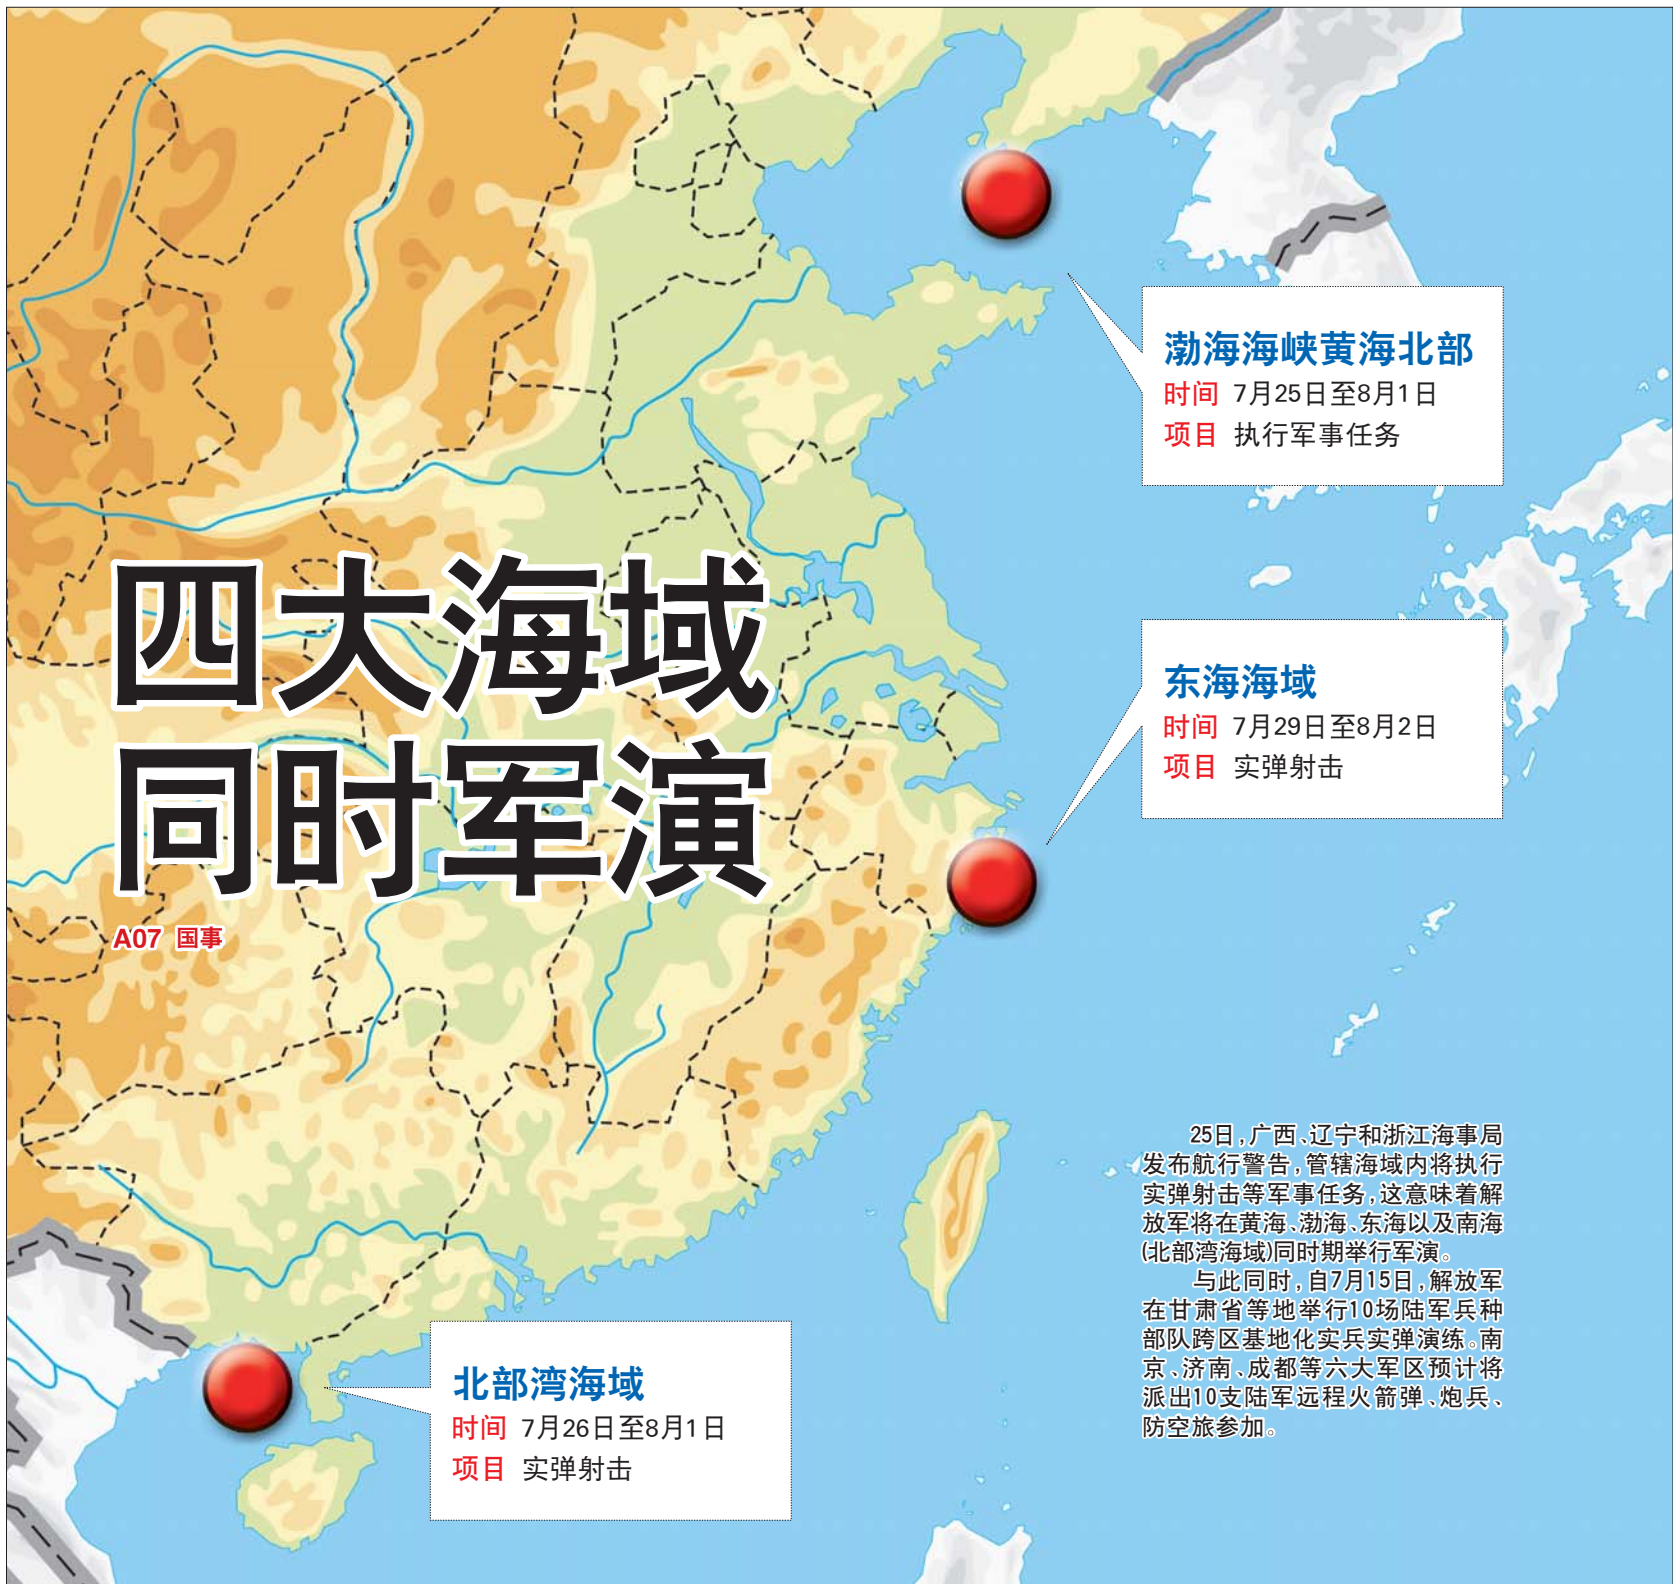 四大海域
同时军演
A07 国事
渤海海峡黄海北部
时间 7月25日至8月1日
项目 执行军事任务
东海海域
时间 7月29日至8月2日
项目 实弹射击
北部湾海域
时间 7月26日至8月1日
项目 实弹射击
25日,广西、辽宁和浙江海事局
发布航行警告,管辖海域内将执行
实弹射击等军事任务,这意味着解
放军将在黄海、渤海、东海以及南海
(北部湾海域)同时期举行军演。
与此同时,自7月15日,解放军
在甘肃省等地举行10场陆军兵种
部队跨区基地化实兵实弹演练。南
京、济南、成都等六大军区预计将
派出10支陆军远程火箭弹、炮兵、
防空旅参加。